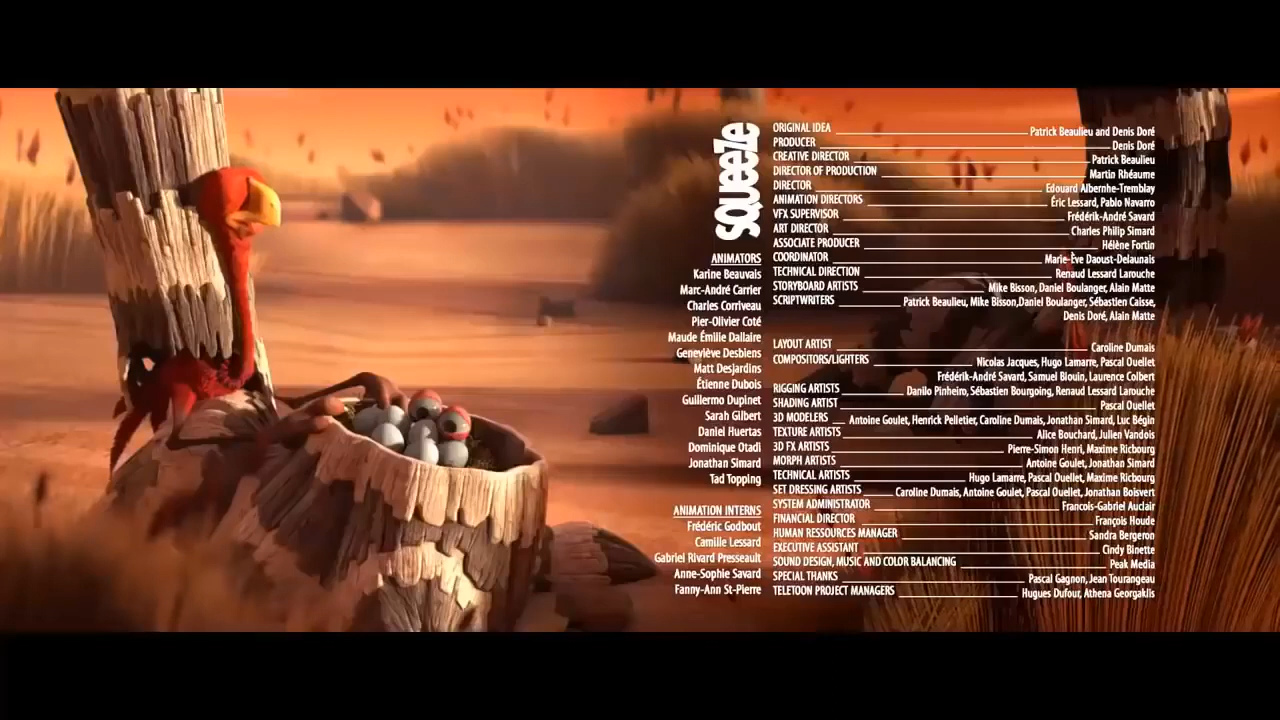 squeeze
ANIMATORS
Karine Beauvais
Marc-André Carrier
Charles Corriveau
Pier-Olivier Coté
Maude Émilie Dallaire
Geneviève Desbiens
Matt Desjardins
Étienne Dubois
Guillermo Dupinet
Sarah Gilbert
Daniel Huertas
Dominique Otadi
Jonathan Simard
Tad Topping
ANIMATION INTERNS
Frédéric Godbout
Camille Lessard
Gabriel Rivard Presseault
Anne-Sophie Savard
Fanny-Ann St-Pierre
ORIGINAL IDEA Patrick Beaulieu and Denis Doré
PRODUCER Denis Doré
CREATIVE DIRECTOR Patrick Beaulieu
DIRECTOR OF PRODUCTION Martin Rhéaume
DIRECTOR Edouard Albernhe-Tremblay
ANIMATION DIRECTORS Éric Lessard, Pablo Navarro
VFX SUPERVISOR Frédérik-André Savard
ART DIRECTOR Charles Philip Simard
ASSOCIATE PRODUCER Hélène Fortin
COORDINATOR Marie-Ève Daoust-Delaunais
TECHNICAL DIRECTION Renaud Lessard Larouche
STORYBOARD ARTISTS Mike Bisson, Daniel Boulanger, Alain Matte
SCRIPTWRITERS Patrick Beaulieu, Mike Bisson,Daniel Boulanger, Sébastien Caisse,
Denis Doré, Alain Matte
LAYOUT ARTIST Caroline Dumais
COMPOSITORS/LIGHTERS Nicolas Jacques, Hugo Lamarre, Pascal Ouellet
Frédérik-André Savard, Samuel Blouin, Laurence Colbert
RIGGING ARTISTS Danilo Pinheiro, Sébastien Bourgoing, Renaud Lessard Larouche
SHADING ARTIST Pascal Ouellet
3D MODELERS Antoine Goulet, Henrick Pelletier, Caroline Dumais, Jonathan Simard, Luc Bégin
TEXTURE ARTISTS Alice Bouchard, Julien Vandois
3D FX ARTISTS Pierre-Simon Henri, Maxime Ricbourg
MORPH ARTISTS Antoine Goulet, Jonathan Simard
TECHNICAL ARTISTS Hugo Lamarre, Pascal Ouellet, Maxime Ricbourg
SET DRESSING ARTISTS Caroline Dumais, Antoine Goulet, Pascal Ouellet, Jonathan Boisvert
SYSTEM ADMINISTRATOR Francois-Gabriel Auclair
FINANCIAL DIRECTOR François Houde
HUMAN RESSOURCES MANAGER Sandra Bergeron
EXECUTIVE ASSISTANT Cindy Binette
SOUND DESIGN, MUSIC AND COLOR BALANCING Peak Media
SPECIAL THANKS Pascal Gagnon, Jean Tourangeau
TELETOON PROJECT MANAGERS Hugues Dufour, Athena Georgaklis